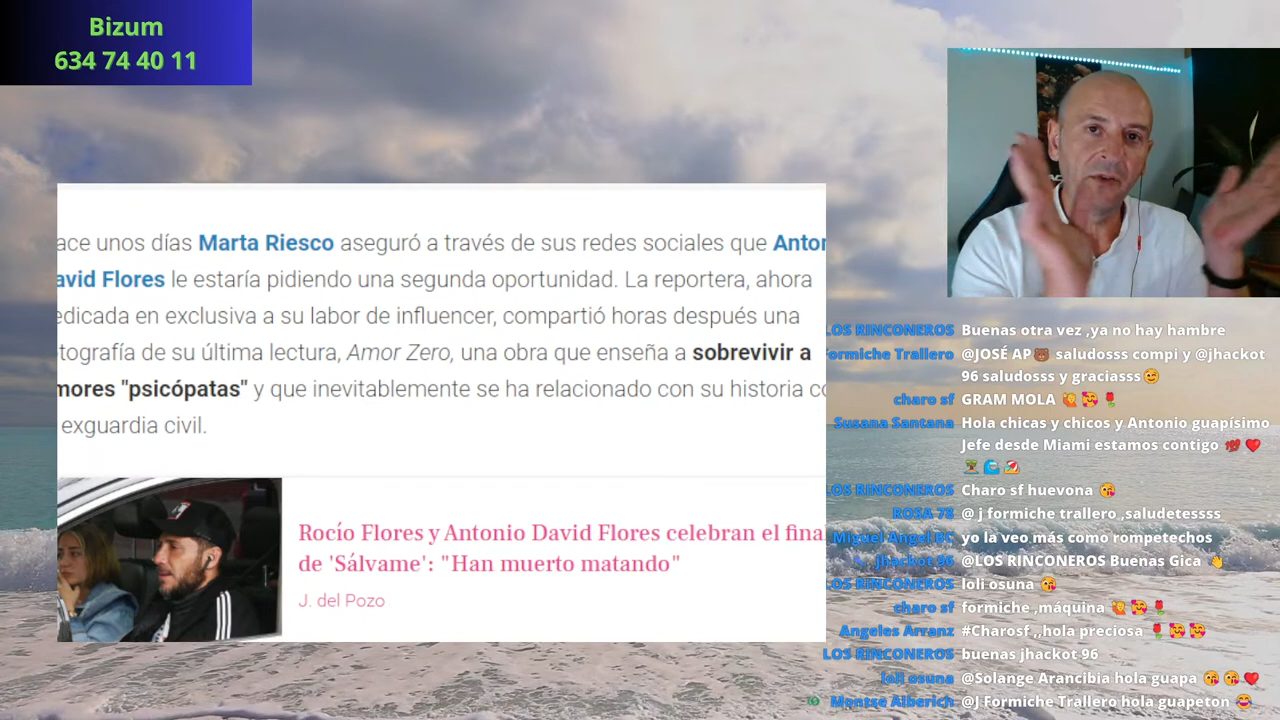 Bizum
634 74 40 11
ace unos días Marta Riesco aseguró a través de sus redes sociales que Anton
avid Flores le estaría pidiendo una segunda oportunidad. La reportera, ahora
edicada en exclusiva a su labor de influencer, compartió horas después una
tografía de su última lectura, Amor Zero, una obra que enseña a sobrevivir a
mores "psicópatas" y que inevitablemente se ha relacionado con su historia co
exguardia civil.
Rocío Flores y Antonio David Flores celebran el final
de 'Sálvame': "Han muerto matando"
J. del Pozo
LOS RINCONEROS Buenas otra vez ,ya no hay hambre
Formiche Trallero @JOSÉ AP🐻 saludosss compi y @jhackot
96 saludosss y graciasss😉
charo sf GRAM MOLA 🙋🥰🌹
Susana Santana Hola chicas y chicos y Antonio guapísimo
Jefe desde Miami estamos contigo 💯❤️
🏝️🌊🏖️
LOS RINCONEROS Charo sf huevona 😘
ROSA 78 @ j formiche trallero ,saludetessss
Miguel Angel RC yo la veo más como rompetechos
jhackot 96 @LOS RINCONEROS Buenas Gica 👋
LOS RINCONEROS loli osuna 😘
charo sf formiche ,máquina 🙋🥰🌹
Angeles Arranz #Charosf ,,hola preciosa 🌹🥰🥰
LOS RINCONEROS buenas jhackot 96
loli osuna @Solange Arancibia hola guapa 😘😘❤️
Montse Alberich @J Formiche Trallero hola guapeton 😂